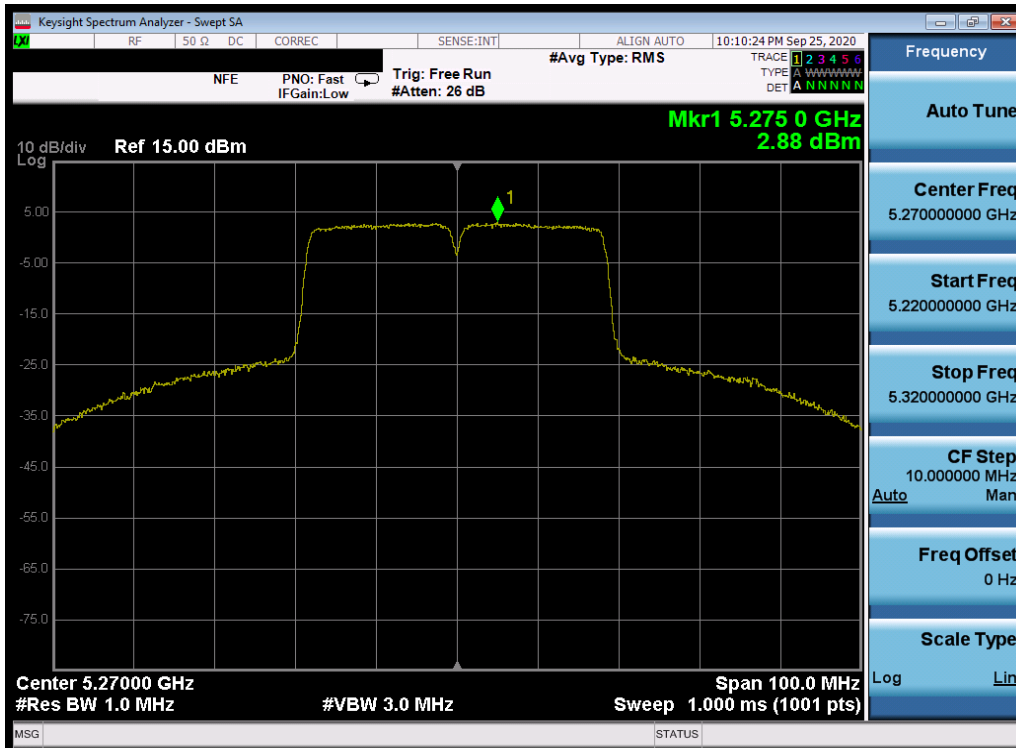 Keysight Spectrum Analyzer - Swept SA
LXI RF 50 Ω DC CORREC SENSE:INT ALIGN AUTO 10:10:24 PM Sep 25, 2020
#Avg Type: RMS
TRACE 1 2 3 4 5 6
TYPE A WWWWWW
DET A N N N N N
NFE
PNO: Fast
IFGain:Low
Trig: Free Run
#Atten: 26 dB
Mkr1 5.275 0 GHz
2.88 dBm
10 dB/div
Log
Ref 15.00 dBm
1
5.00
-5.00
-15.0
-25.0
-35.0
-45.0
-55.0
-65.0
-75.0
Center 5.27000 GHz
#Res BW 1.0 MHz
#VBW 3.0 MHz
Span 100.0 MHz
Sweep 1.000 ms (1001 pts)
MSG
STATUS
Frequency
Auto Tune
Center Freq
5.270000000 GHz
Start Freq
5.220000000 GHz
Stop Freq
5.320000000 GHz
CF Step
10.000000 MHz
Auto Man
Freq Offset
0 Hz
Scale Type
Log Lin